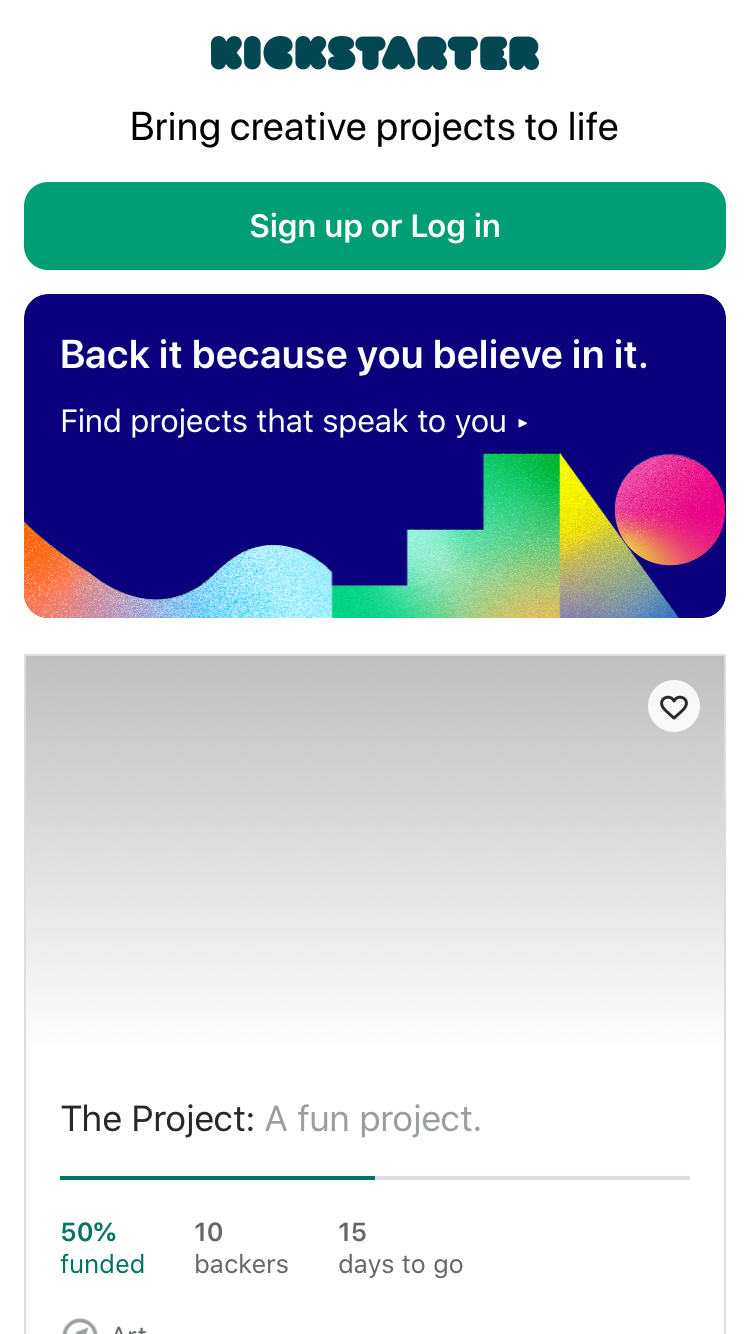 KICKSTARTER
Bring creative projects to life
Sign up or Log in
Back it because you believe in it.
Find projects that speak to you ▸
The Project: A fun project.
50% 10 15
funded backers days to go
Art